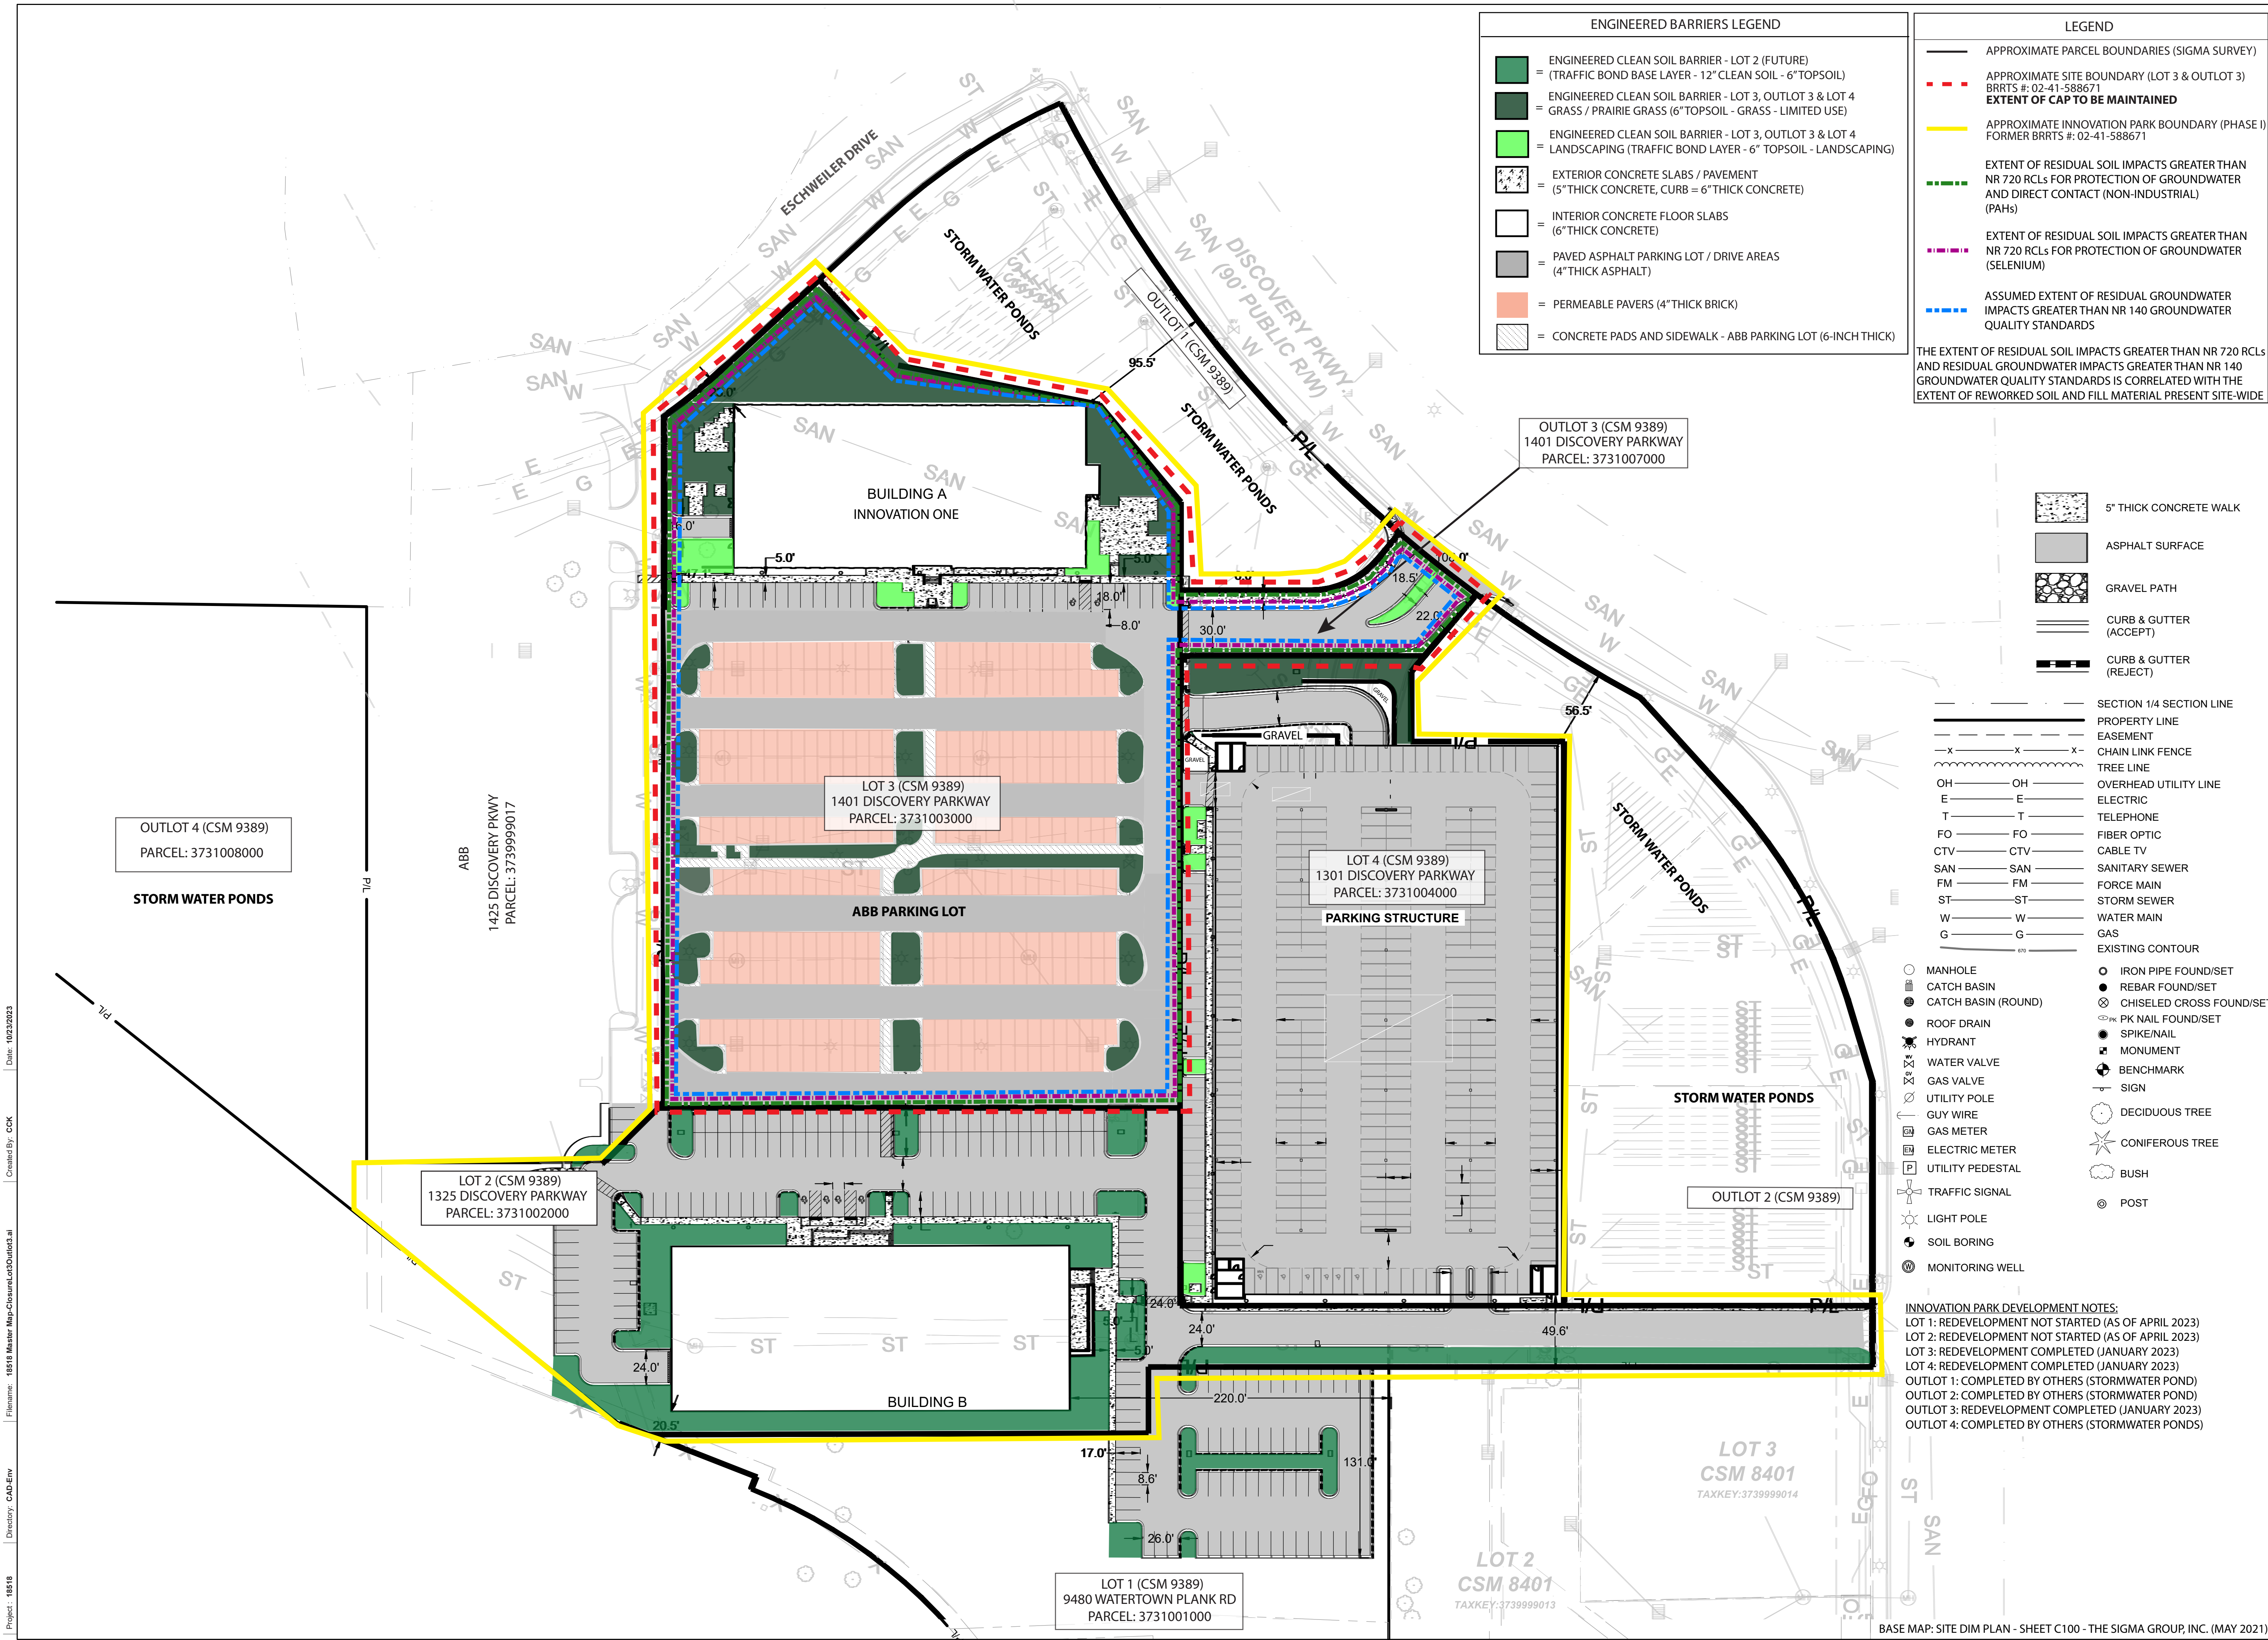 ENGINEERED BARRIERS LEGEND
ENGINEERED CLEAN SOIL BARRIER - LOT 2 (FUTURE)
= (TRAFFIC BOND BASE LAYER - 12" CLEAN SOIL - 6" TOPSOIL)
ENGINEERED CLEAN SOIL BARRIER - LOT 3, OUTLOT 3 & LOT 4
= GRASS / PRAIRIE GRASS (6" TOPSOIL - GRASS - LIMITED USE)
ENGINEERED CLEAN SOIL BARRIER - LOT 3, OUTLOT 3 & LOT 4
= LANDSCAPING (TRAFFIC BOND LAYER - 6" TOPSOIL - LANDSCAPING)
EXTERIOR CONCRETE SLABS / PAVEMENT
= (5" THICK CONCRETE, CURB = 6" THICK CONCRETE)
INTERIOR CONCRETE FLOOR SLABS
= (6" THICK CONCRETE)
= PAVED ASPHALT PARKING LOT / DRIVE AREAS
(4" THICK ASPHALT)
= PERMEABLE PAVERS (4" THICK BRICK)
= CONCRETE PADS AND SIDEWALK - ABB PARKING LOT (6-INCH THICK)
LEGEND
APPROXIMATE PARCEL BOUNDARIES (SIGMA SURVEY)
APPROXIMATE SITE BOUNDARY (LOT 3 & OUTLOT 3)
BRRTS #: 02-41-588671
EXTENT OF CAP TO BE MAINTAINED
APPROXIMATE INNOVATION PARK BOUNDARY (PHASE I)
FORMER BRRTS #: 02-41-588671
EXTENT OF RESIDUAL SOIL IMPACTS GREATER THAN
NR 720 RCLs FOR PROTECTION OF GROUNDWATER
AND DIRECT CONTACT (NON-INDUSTRIAL)
(PAHs)
EXTENT OF RESIDUAL SOIL IMPACTS GREATER THAN
NR 720 RCLs FOR PROTECTION OF GROUNDWATER
(SELENIUM)
ASSUMED EXTENT OF RESIDUAL GROUNDWATER
IMPACTS GREATER THAN NR 140 GROUNDWATER
QUALITY STANDARDS
THE EXTENT OF RESIDUAL SOIL IMPACTS GREATER THAN NR 720 RCLs
AND RESIDUAL GROUNDWATER IMPACTS GREATER THAN NR 140
GROUNDWATER QUALITY STANDARDS IS CORRELATED WITH THE
EXTENT OF REWORKED SOIL AND FILL MATERIAL PRESENT SITE-WIDE
5" THICK CONCRETE WALK
ASPHALT SURFACE
GRAVEL PATH
CURB & GUTTER
(ACCEPT)
CURB & GUTTER
(REJECT)
SECTION 1/4 SECTION LINE
PROPERTY LINE
EASEMENT
x x x CHAIN LINK FENCE
TREE LINE
OH OH OVERHEAD UTILITY LINE
E E ELECTRIC
T T TELEPHONE
FO FO FIBER OPTIC
CTV CTV CABLE TV
SAN SAN SANITARY SEWER
FM FM FORCE MAIN
ST ST STORM SEWER
W W WATER MAIN
G G GAS
670 EXISTING CONTOUR
MANHOLE
CATCH BASIN
CATCH BASIN (ROUND)
ROOF DRAIN
HYDRANT
WV WATER VALVE
GV GAS VALVE
UTILITY POLE
GUY WIRE
GM GAS METER
EM ELECTRIC METER
P UTILITY PEDESTAL
TRAFFIC SIGNAL
LIGHT POLE
SOIL BORING
W MONITORING WELL
IRON PIPE FOUND/SET
REBAR FOUND/SET
CHISELED CROSS FOUND/SET
PK PK NAIL FOUND/SET
SPIKE/NAIL
MONUMENT
BENCHMARK
SIGN
DECIDUOUS TREE
CONIFEROUS TREE
BUSH
POST
INNOVATION PARK DEVELOPMENT NOTES:
LOT 1: REDEVELOPMENT NOT STARTED (AS OF APRIL 2023)
LOT 2: REDEVELOPMENT NOT STARTED (AS OF APRIL 2023)
LOT 3: REDEVELOPMENT COMPLETED (JANUARY 2023)
LOT 4: REDEVELOPMENT COMPLETED (JANUARY 2023)
OUTLOT 1: COMPLETED BY OTHERS (STORMWATER POND)
OUTLOT 2: COMPLETED BY OTHERS (STORMWATER POND)
OUTLOT 3: REDEVELOPMENT COMPLETED (JANUARY 2023)
OUTLOT 4: COMPLETED BY OTHERS (STORMWATER PONDS)
BASE MAP: SITE DIM PLAN - SHEET C100 - THE SIGMA GROUP, INC. (MAY 2021)
ESCHWEILER DRIVE
STORM WATER PONDS
DISCOVERY PKWY.
(90' PUBLIC R/W)
OUTLOT 1 (CSM 9389)
95.5'
STORM WATER PONDS
P/L
OUTLOT 3 (CSM 9389)
1401 DISCOVERY PARKWAY
PARCEL: 3731007000
BUILDING A
INNOVATION ONE
5.0'
18.0'
8.0'
30.0'
18.5'
22.0'
56.5'
GRAVEL
GRAVEL
GRAVEL
LOT 3 (CSM 9389)
1401 DISCOVERY PARKWAY
PARCEL: 3731003000
ABB PARKING LOT
LOT 4 (CSM 9389)
1301 DISCOVERY PARKWAY
PARCEL: 3731004000
PARKING STRUCTURE
STORM WATER PONDS
STORM WATER PONDS
OUTLOT 2 (CSM 9389)
P/L
OUTLOT 4 (CSM 9389)
PARCEL: 3731008000
STORM WATER PONDS
P/L
P/L
ABB
1425 DISCOVERY PKWY
PARCEL: 3739999017
LOT 2 (CSM 9389)
1325 DISCOVERY PARKWAY
PARCEL: 3731002000
BUILDING B
24.0'
20.5'
24.0'
5.0'
5.0'
24.0'
49.6'
220.0'
17.0'
8.6'
131.0'
26.0'
LOT 1 (CSM 9389)
9480 WATERTOWN PLANK RD
PARCEL: 3731001000
P/L
LOT 3
CSM 8401
TAXKEY:3739999014
LOT 2
CSM 8401
TAXKEY:3739999013
Project : 18518
Directory: CAD-Env
Filename: 18518 Master Map-ClosureLot3Outlot3.ai
Created By: CCK
Date: 10/23/2023